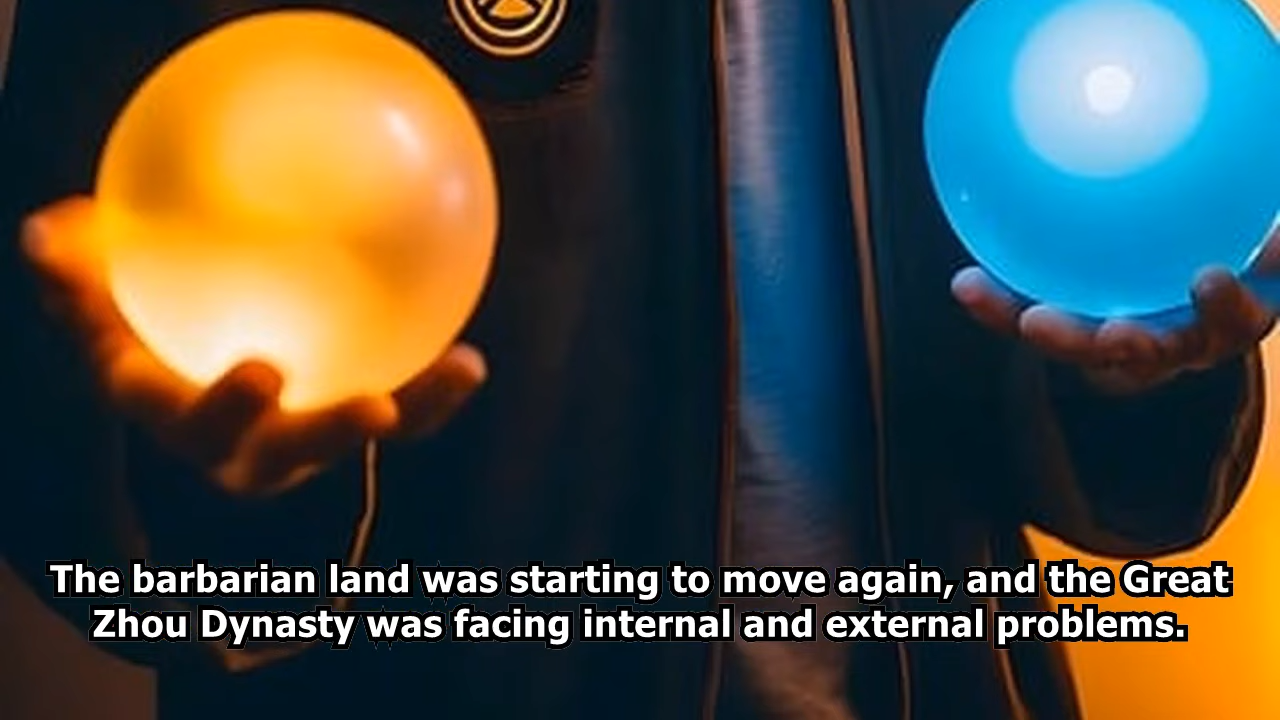 The barbarian land was starting to move again, and the Great
Zhou Dynasty was facing internal and external problems.